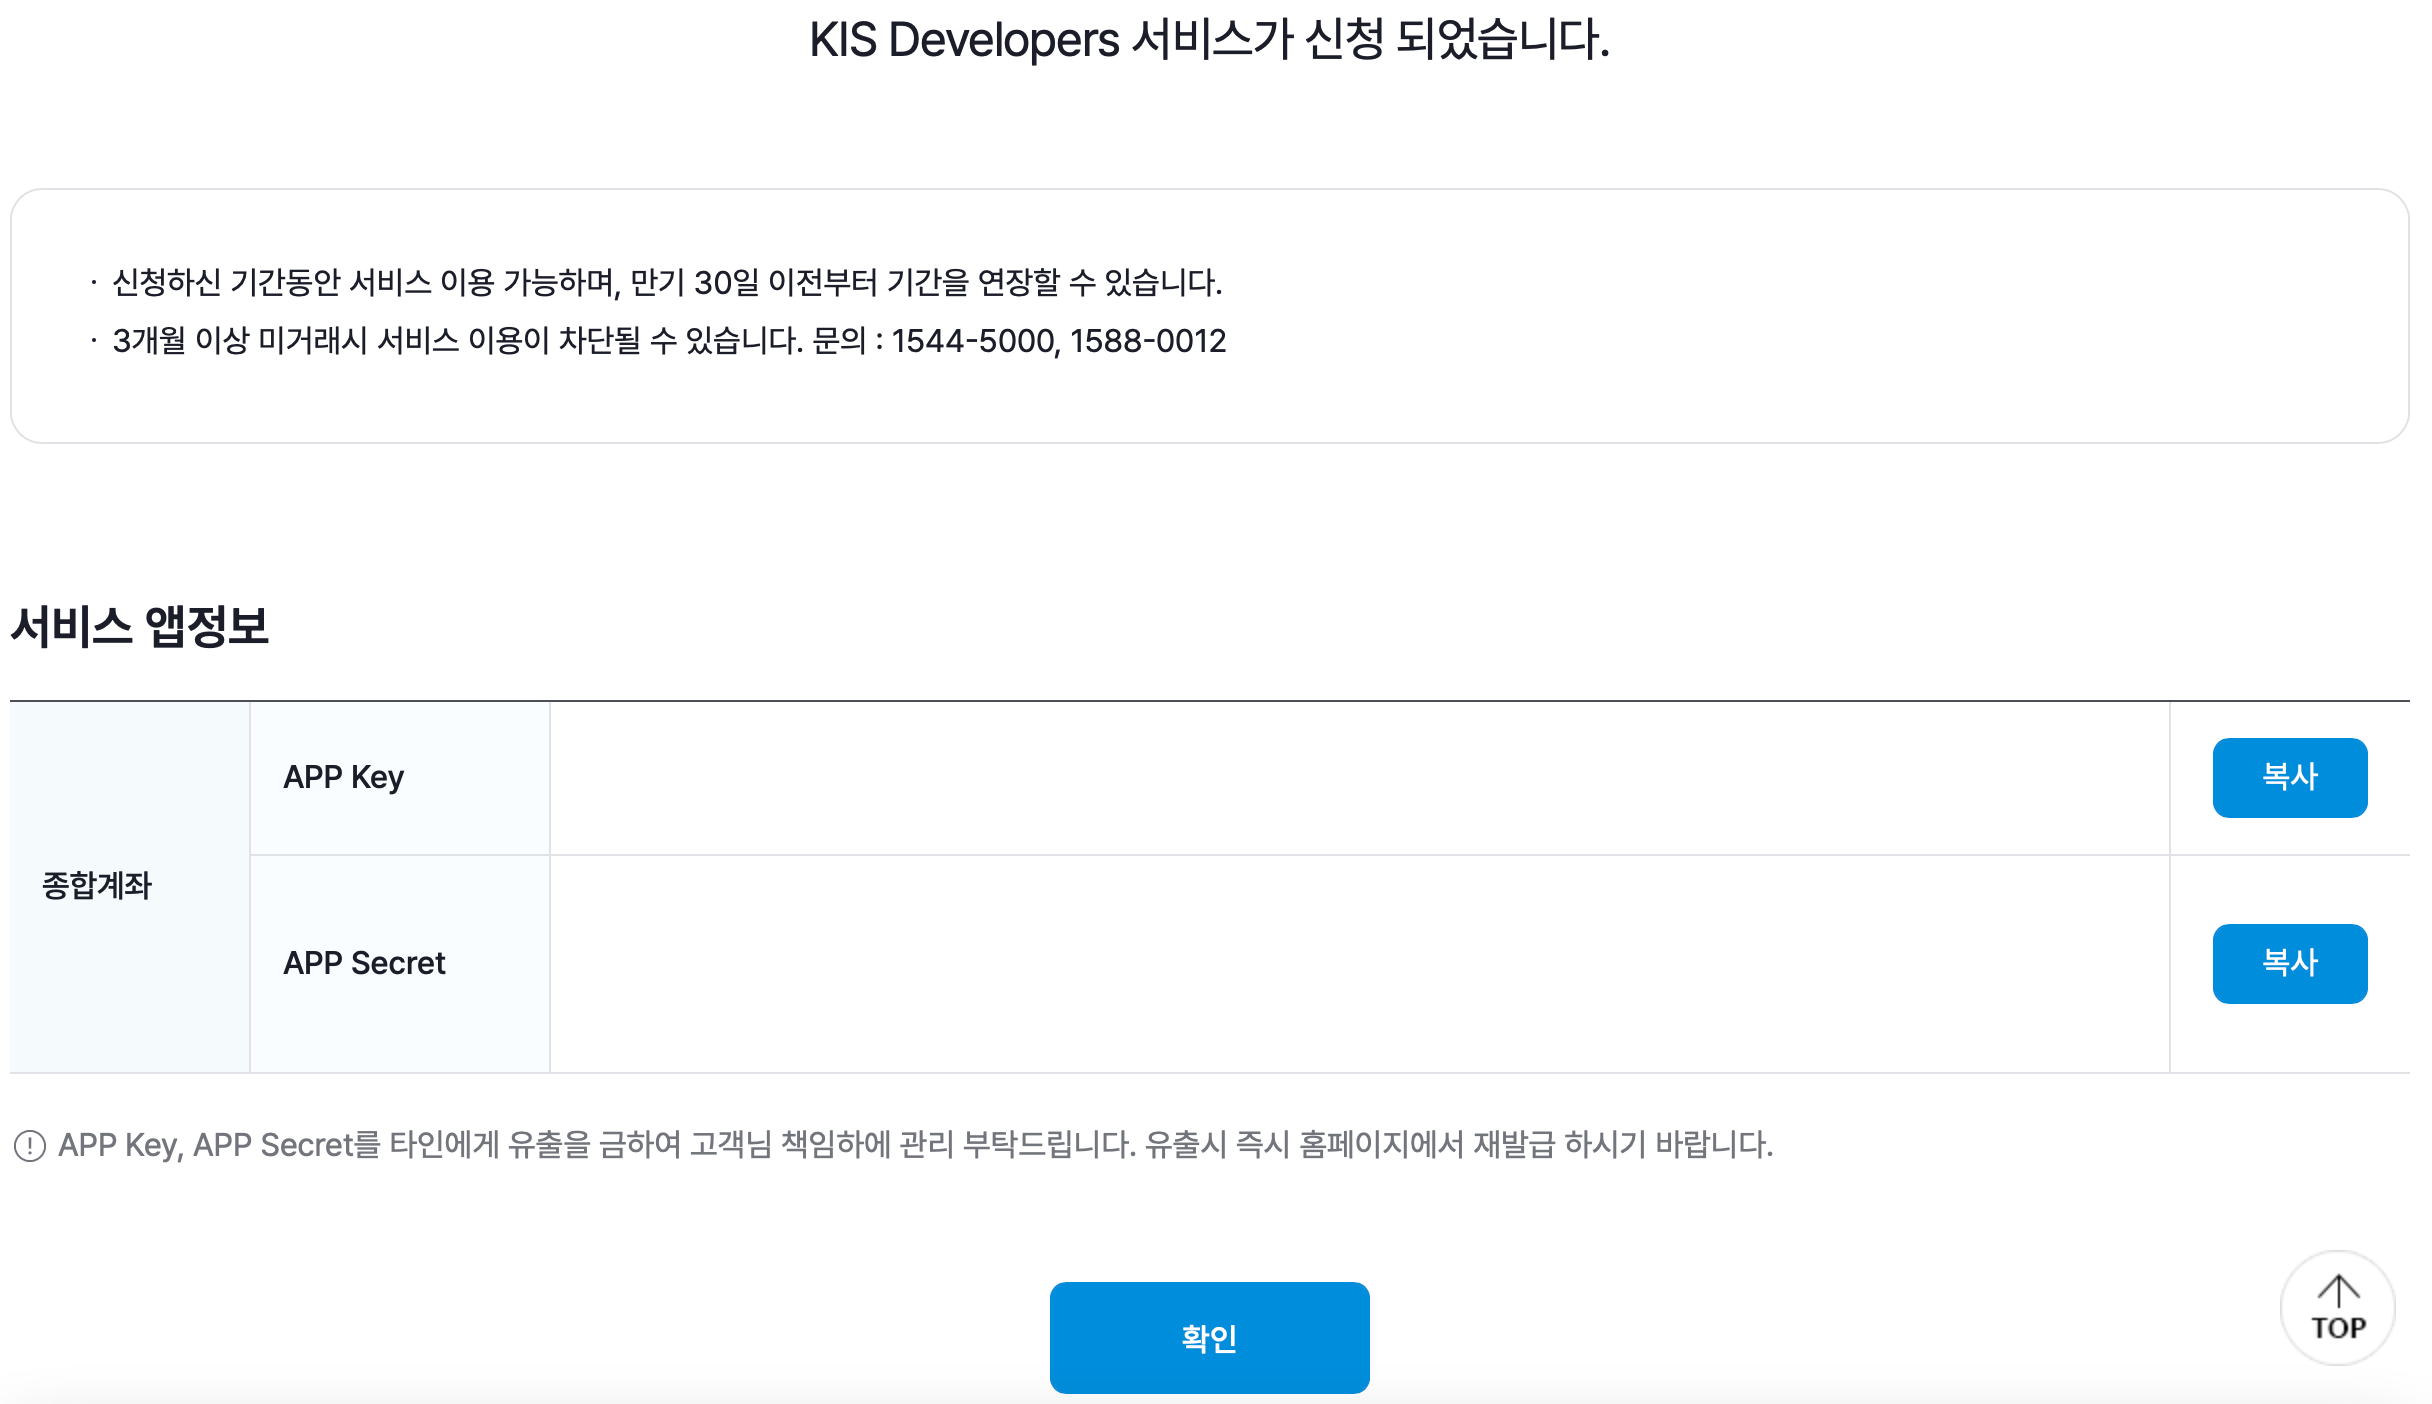 KIS Developers 서비스가 신청 되었습니다.
· 신청하신 기간동안 서비스 이용 가능하며, 만기 30일 이전부터 기간을 연장할 수 있습니다.
· 3개월 이상 미거래시 서비스 이용이 차단될 수 있습니다. 문의 : 1544-5000, 1588-0012
서비스 앱정보
종합계좌
APP Key
복사
APP Secret
복사
APP Key, APP Secret를 타인에게 유출을 금하여 고객님 책임하에 관리 부탁드립니다. 유출시 즉시 홈페이지에서 재발급 하시기 바랍니다.
확인
TOP